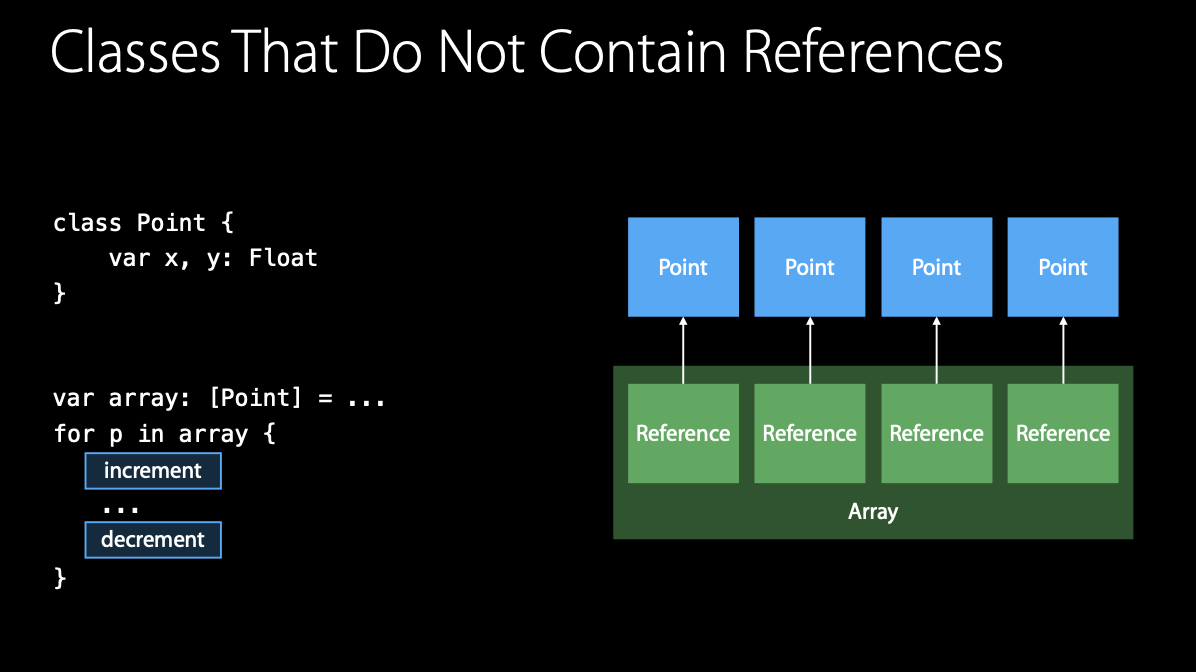 Classes That Do Not Contain References
class Point {
    var x, y: Float
}
var array: [Point] = ...
for p in array {
increment
...
decrement
}
Point Point Point Point
Reference Reference Reference Reference
Array